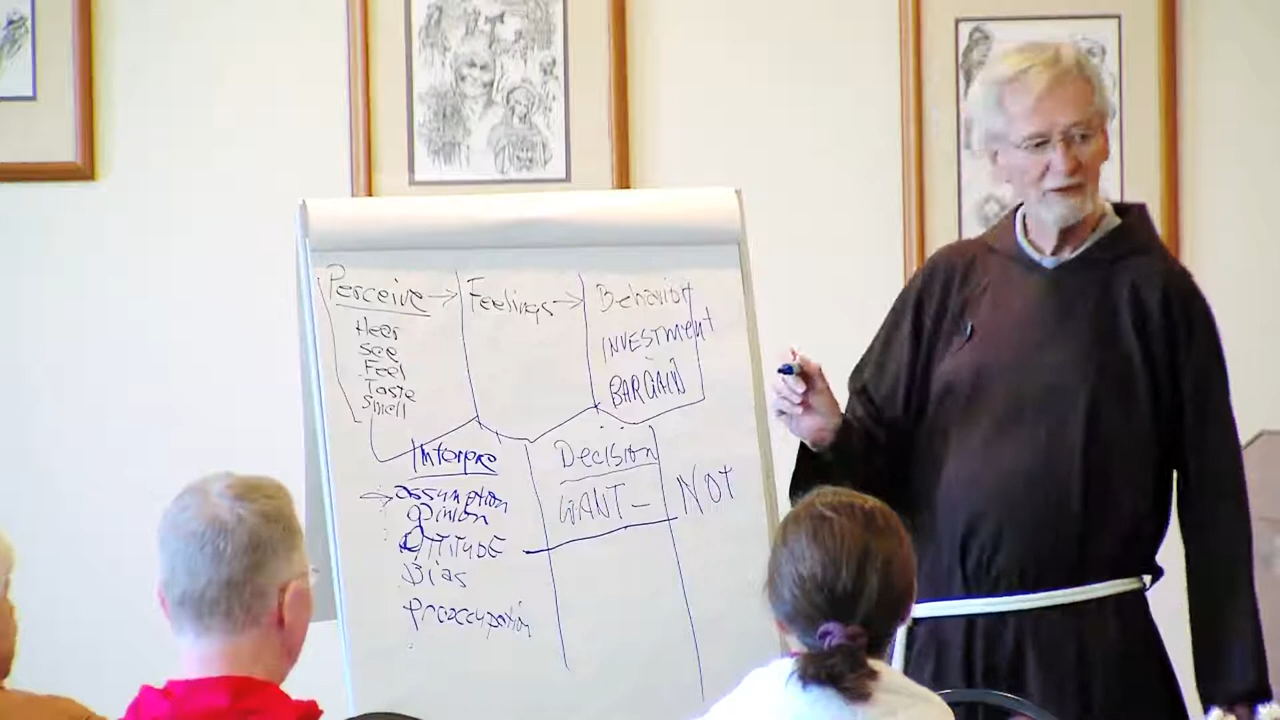 Perceive → Feelings → Behavior
Hear
See
Feel
Taste
Smell
INVESTMENT
BARGAIN
Interpre
Decision
assumption
opinion
ATTITUDE
Bias
Preoccupation
WANT - NOT